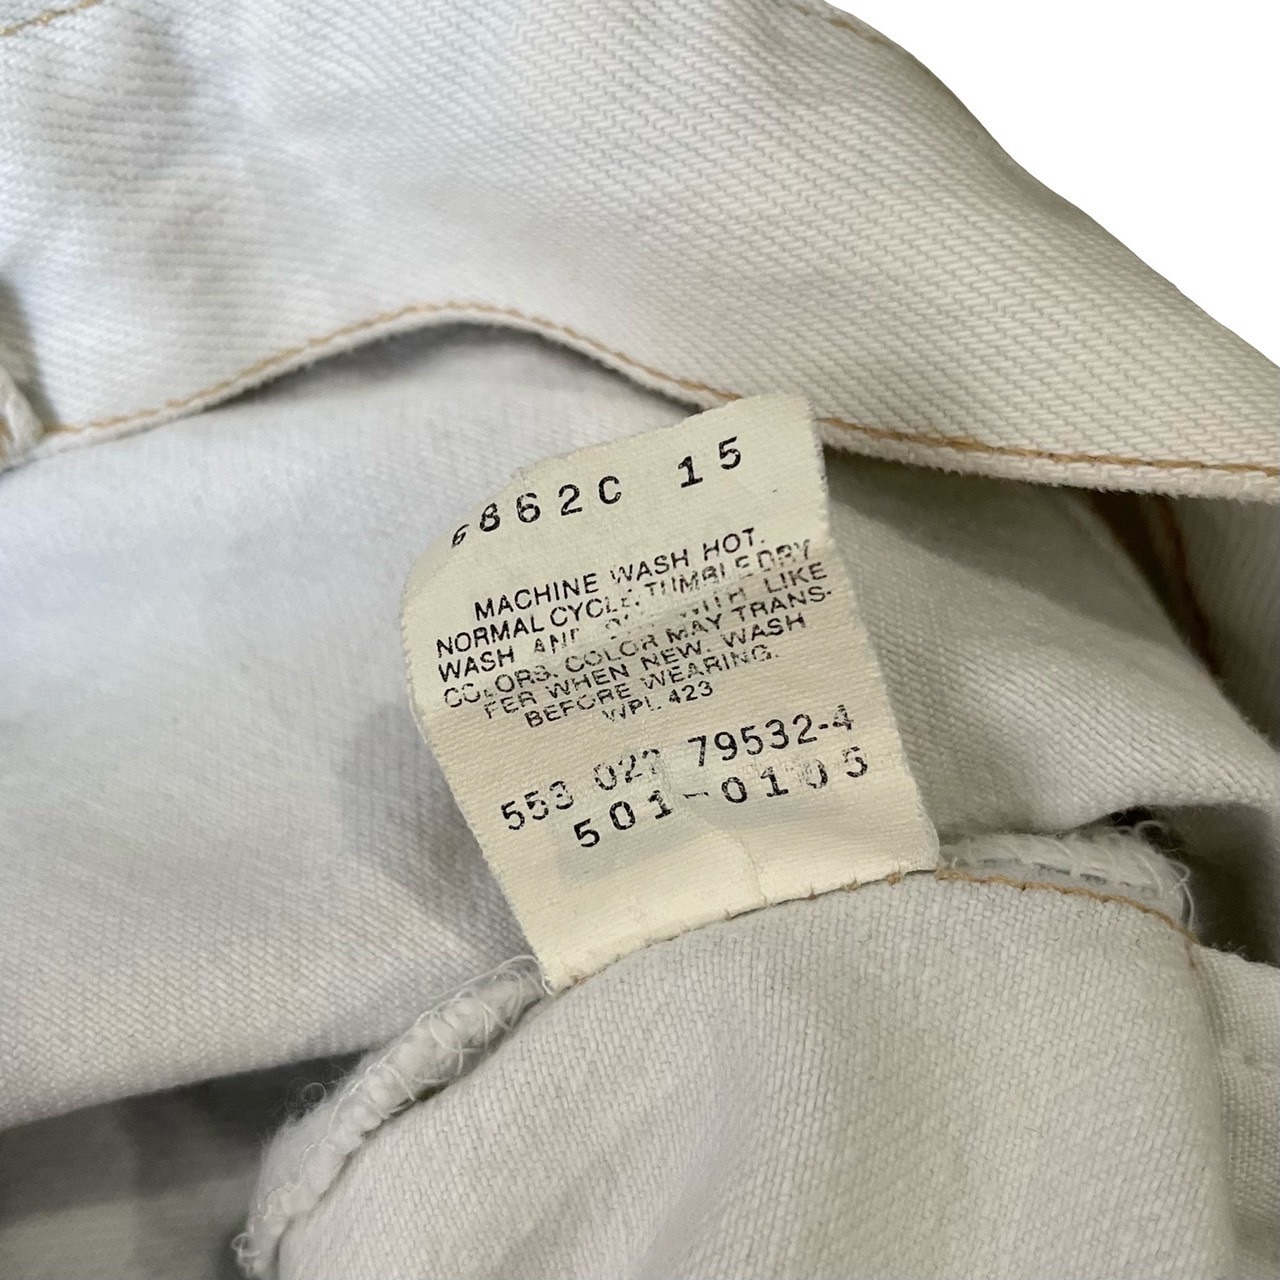 6862C 15
MACHINE WASH HOT.
NORMAL CYCLE. TUMBLE DRY
WASH AND WITH LIKE
COLORS. COLOR MAY TRANS-
FER WHEN NEW. WASH
BEFORE WEARING.
WPL 423
553 027 79532-4
501-0105